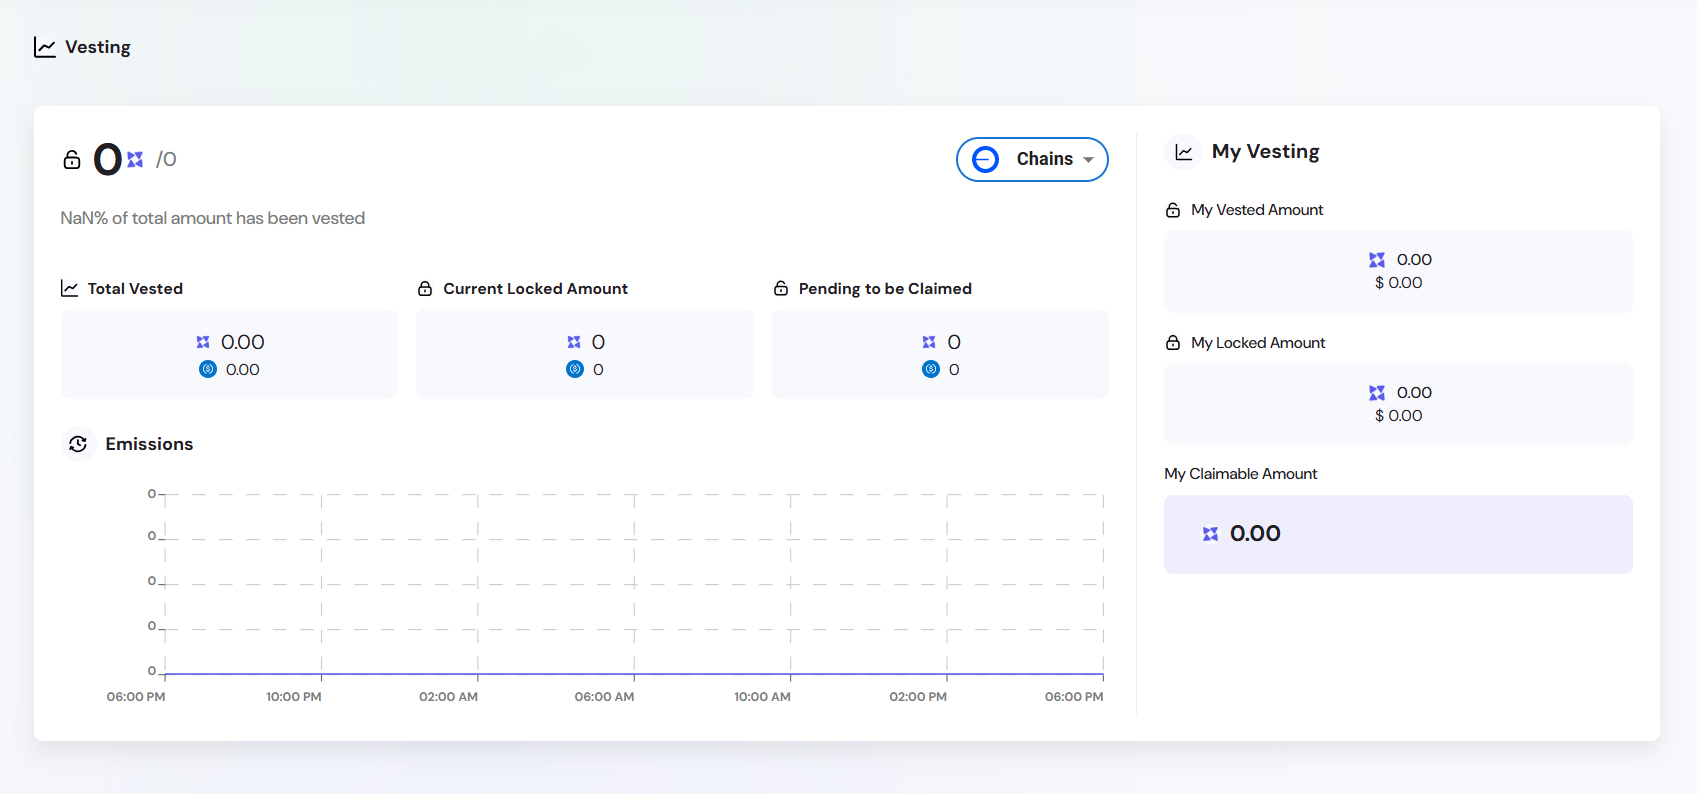 Vesting
0 /0
Chains
NaN% of total amount has been vested
Total Vested
0.00
0.00
Current Locked Amount
0
0
Pending to be Claimed
0
0
Emissions
0
0
0
0
0
06:00 PM 10:00 PM 02:00 AM 06:00 AM 10:00 AM 02:00 PM 06:00 PM
My Vesting
My Vested Amount
0.00
$ 0.00
My Locked Amount
0.00
$ 0.00
My Claimable Amount
0.00